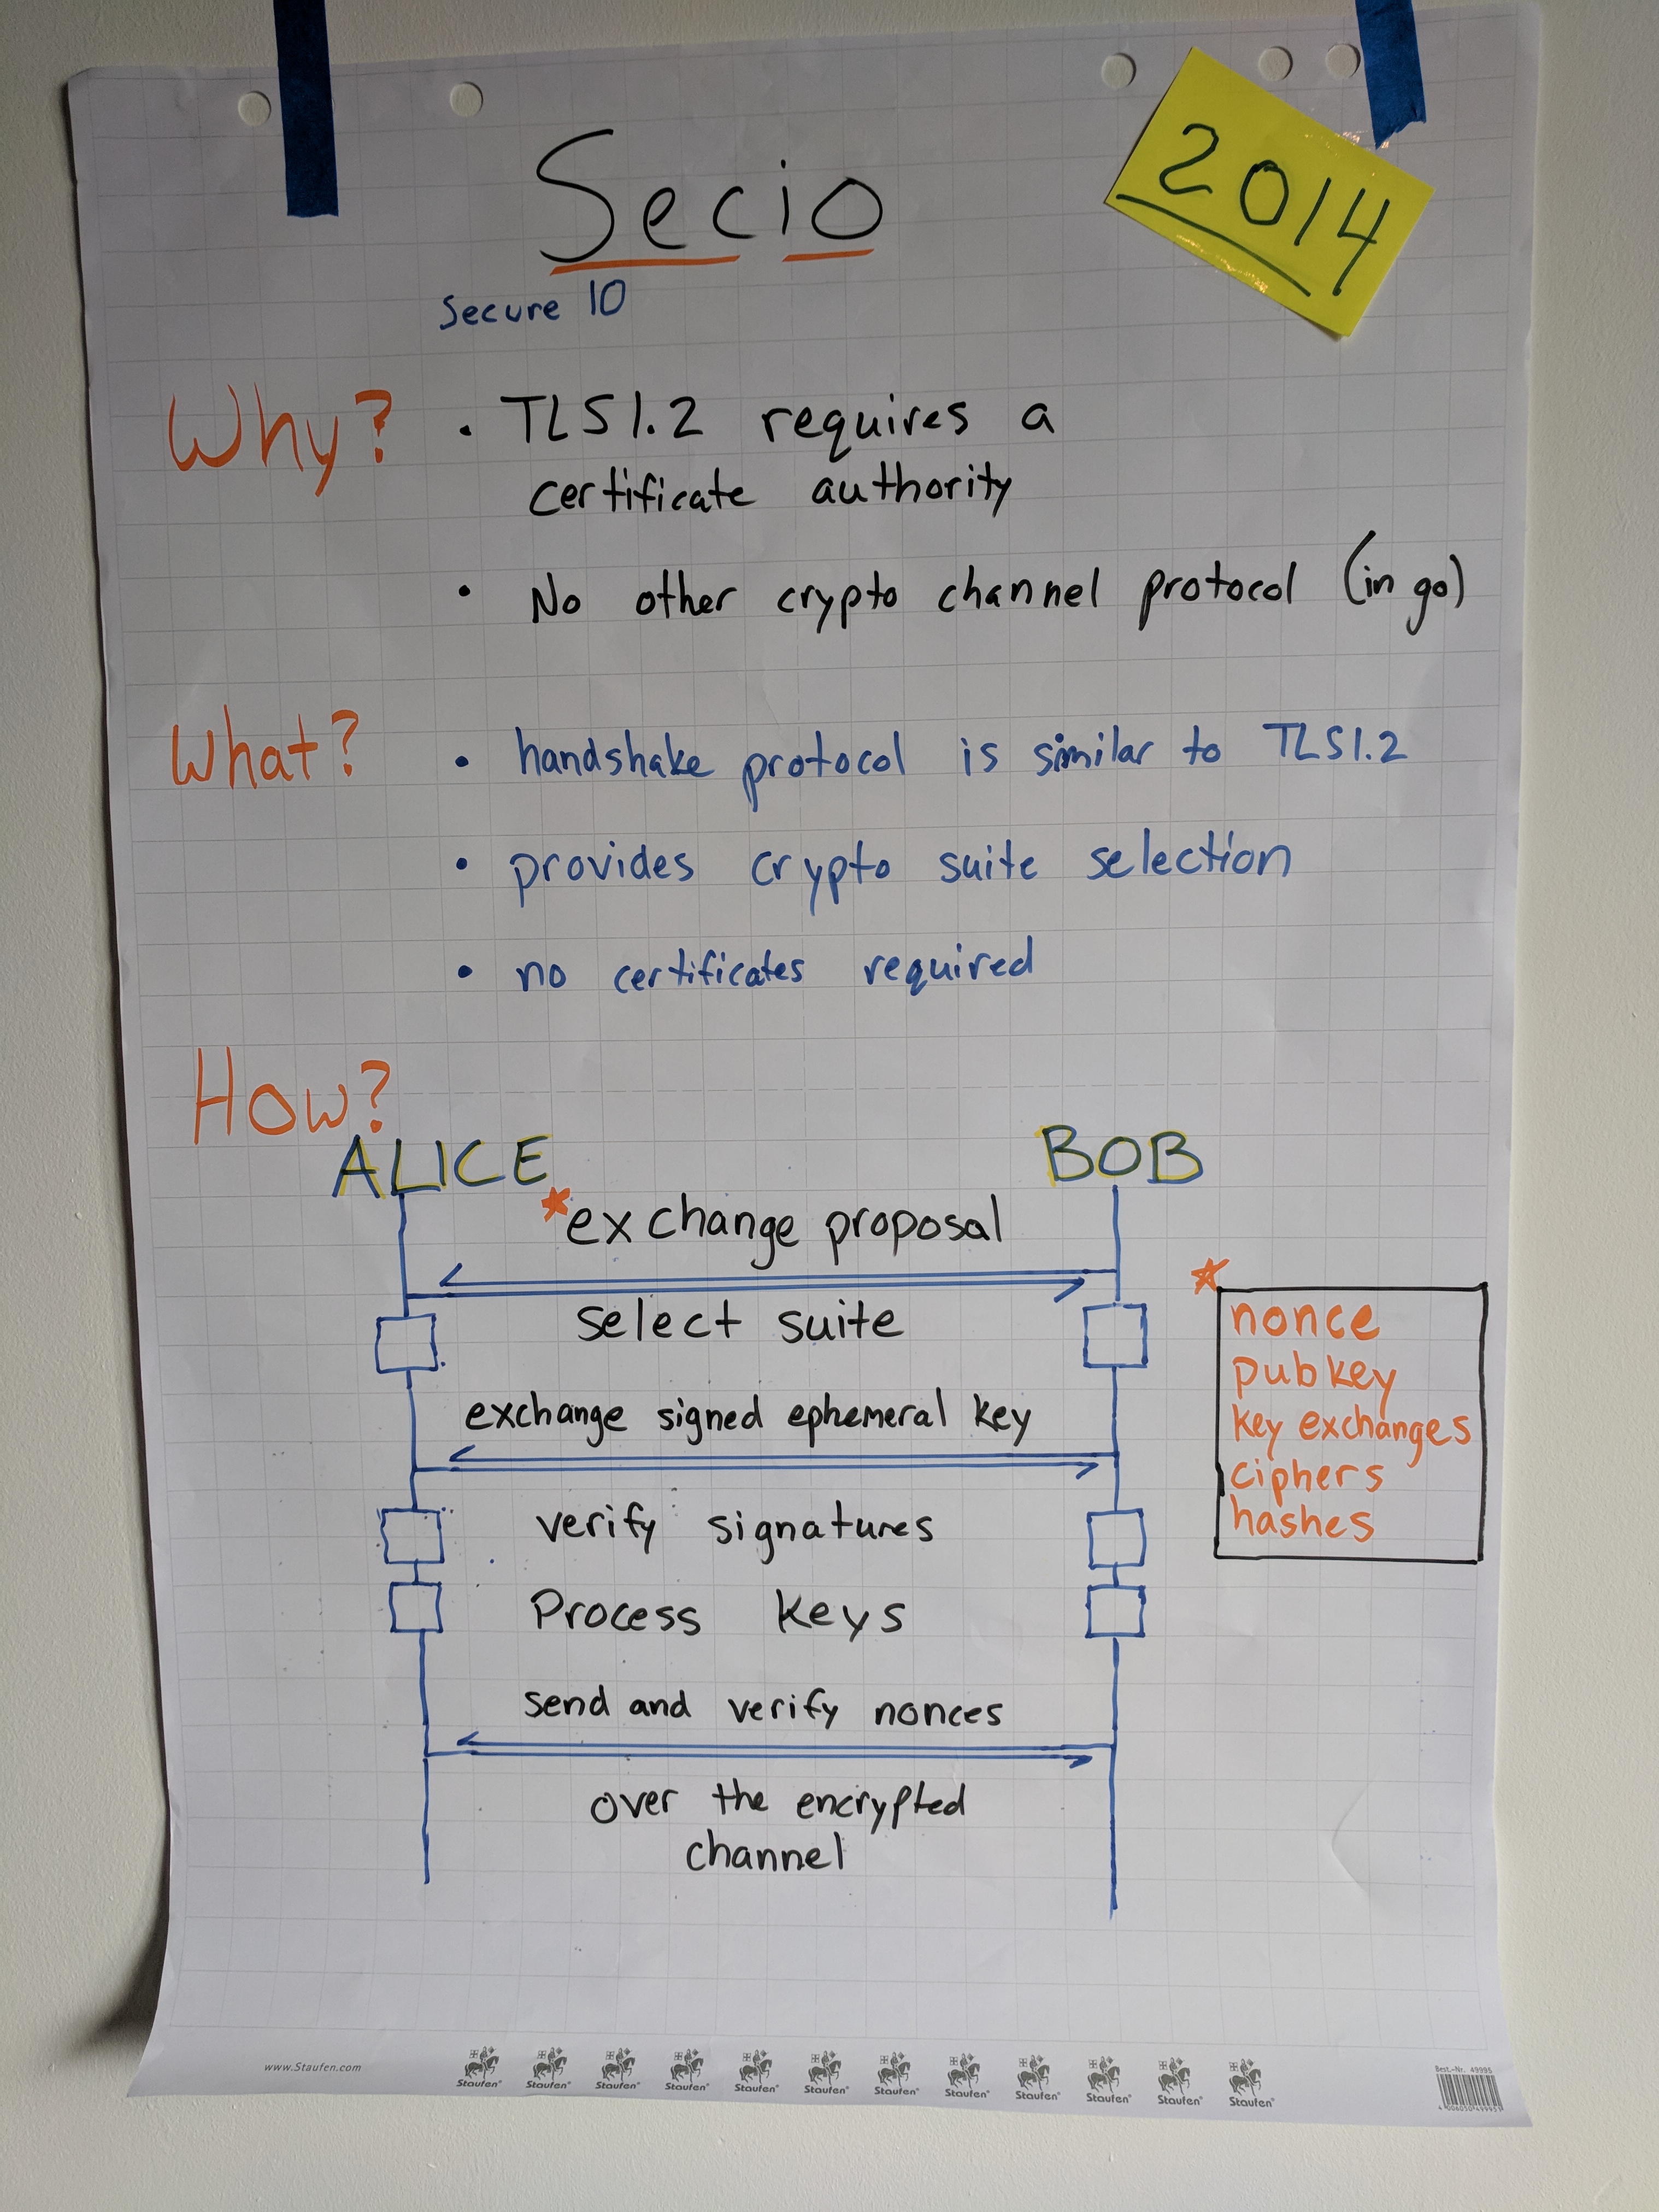 2014
Secio
Secure IO
Why?
• TLS1.2 requires a
certificate authority
• No other crypto channel protocol (in go)
What?
• handshake protocol is similar to TLS1.2
• provides crypto suite selection
• no certificates required
How?
ALICE BOB
*exchange proposal
select suite
*
nonce
pubkey
key exchanges
ciphers
hashes
exchange signed ephemeral key
verify signatures
Process keys
send and verify nonces
over the encrypted
channel
www.Staufen.com
Staufen® Staufen® Staufen® Staufen® Staufen® Staufen® Staufen® Staufen® Staufen® Staufen® Staufen® Staufen®
Best.-Nr. 49995
4 006050 499951